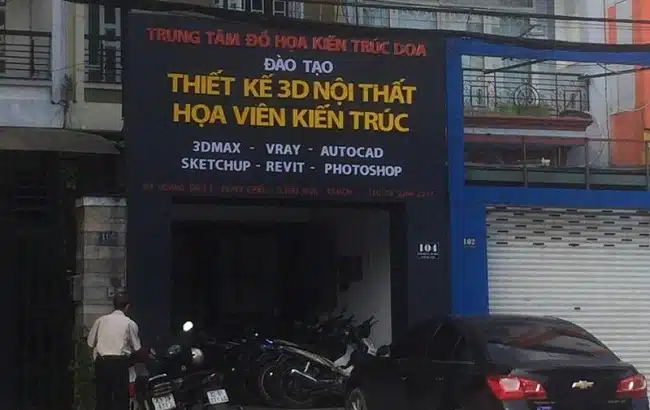 TRUNG TÂM ĐỒ HỌA KIẾN TRÚC DOA
ĐÀO TẠO
THIẾT KẾ 3D NỘI THẤT
HỌA VIÊN KIẾN TRÚC
3DMAX - VRAY - AUTOCAD
SKETCHUP - REVIT - PHOTOSHOP
104
102